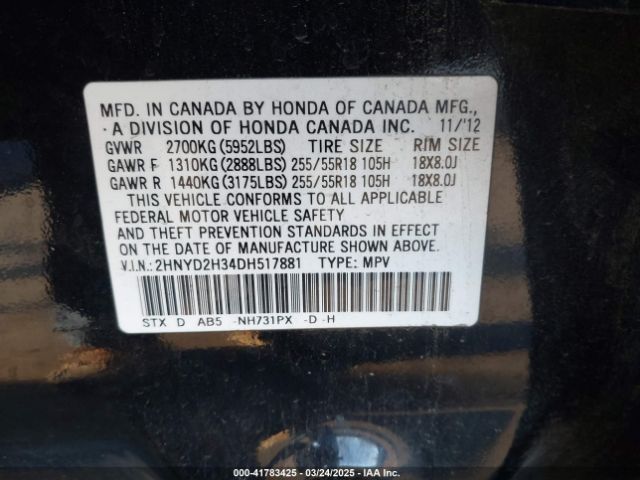 MFD. IN CANADA BY HONDA OF CANADA MFG.,
A DIVISION OF HONDA CANADA INC. 11/'12
GVWR 2700KG (5952LBS) TIRE SIZE RIM SIZE
GAWR F 1310KG (2888LBS) 255/55R18 105H 18X8.0J
GAWR R 1440KG (3175LBS) 255/55R18 105H 18X8.0J
THIS VEHICLE CONFORMS TO ALL APPLICABLE
FEDERAL MOTOR VEHICLE SAFETY
AND THEFT PREVENTION STANDARDS IN EFFECT ON
THE DATE OF MANUFACTURE SHOWN ABOVE.
V.I.N.: 2HNYD2H34DH517881 TYPE: MPV
STX D AB5 -NH731PX -D -H
000-41783425 - 03/24/2025 - IAA Inc.